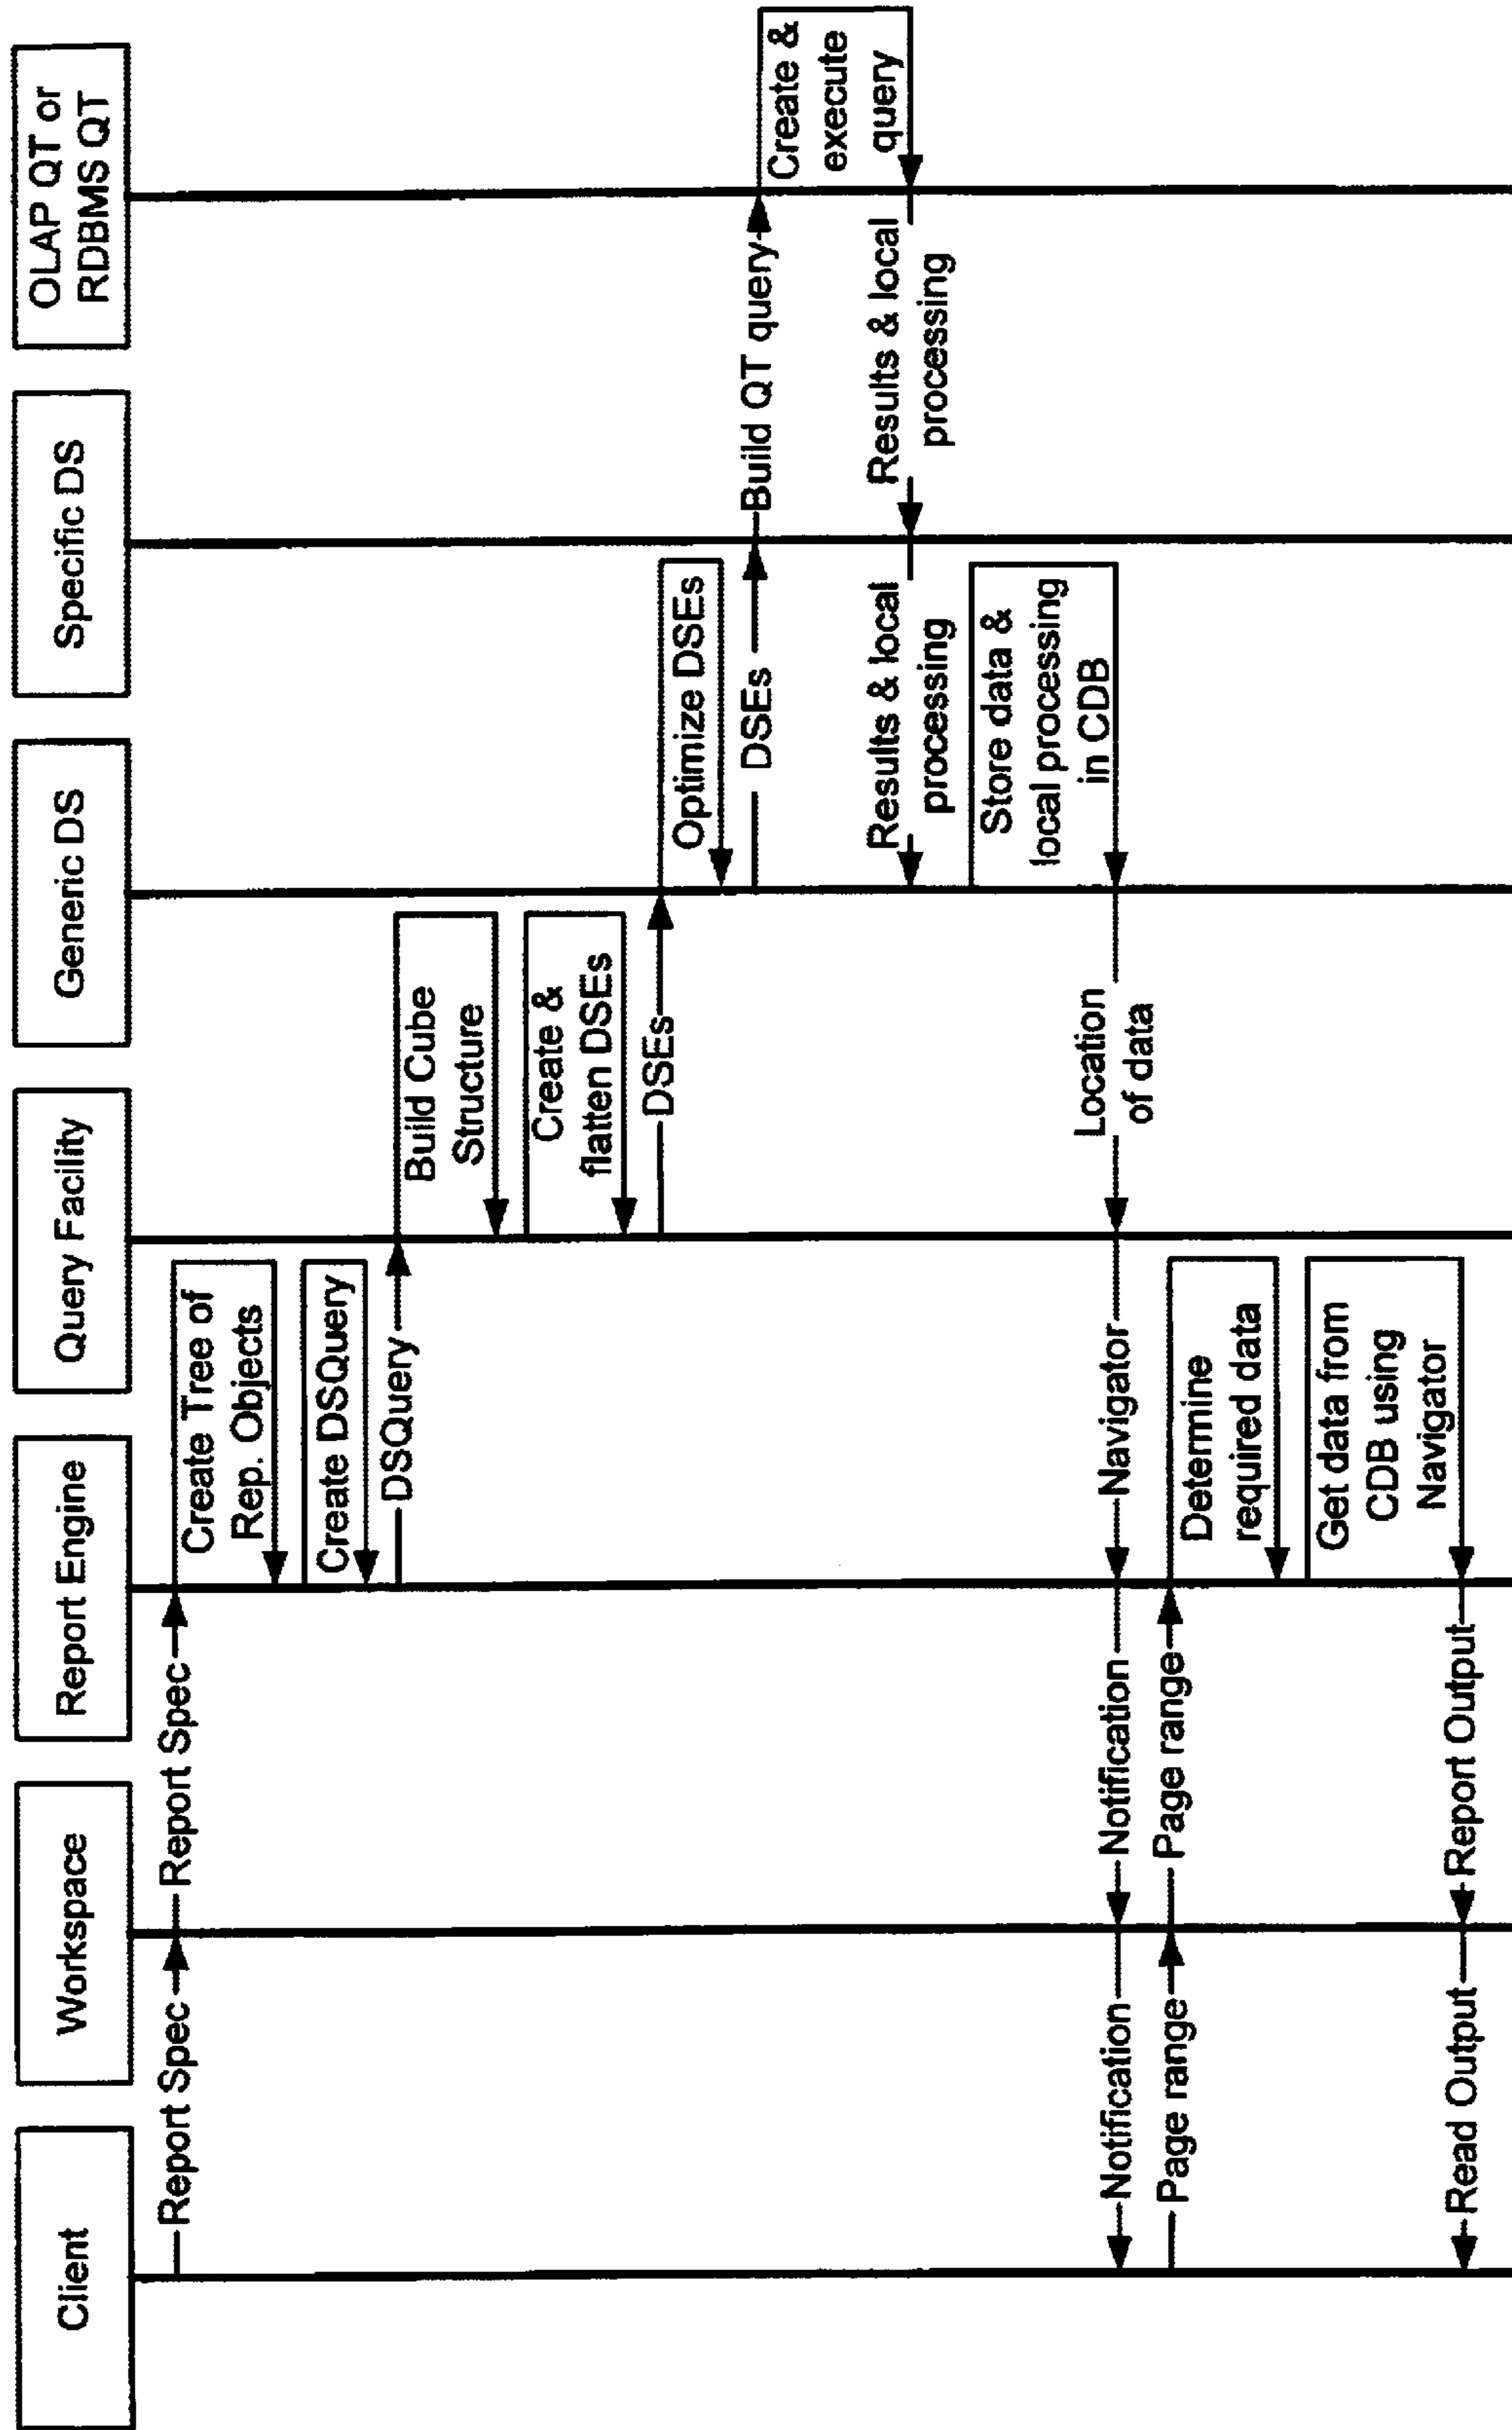 Client
Workspace
Report Engine
Query Facility
Generic DS
Specific DS
OLAP QT or
RDBMS QT
Report Spec
Report Spec
Create Tree of
Rep. Objects
Create DSQuery
DSQuery
Build Cube
Structure
Create &
flatten DSEs
DSEs
Optimize DSEs
DSEs
Build QT query
Create &
execute
query
Results & local
processing
Results & local
processing
Store data &
local processing
in CDB
Location
of data
Navigator
Notification
Notification
Page range
Page range
Determine
required data
Get data from
CDB using
Navigator
Report Output
Read Output